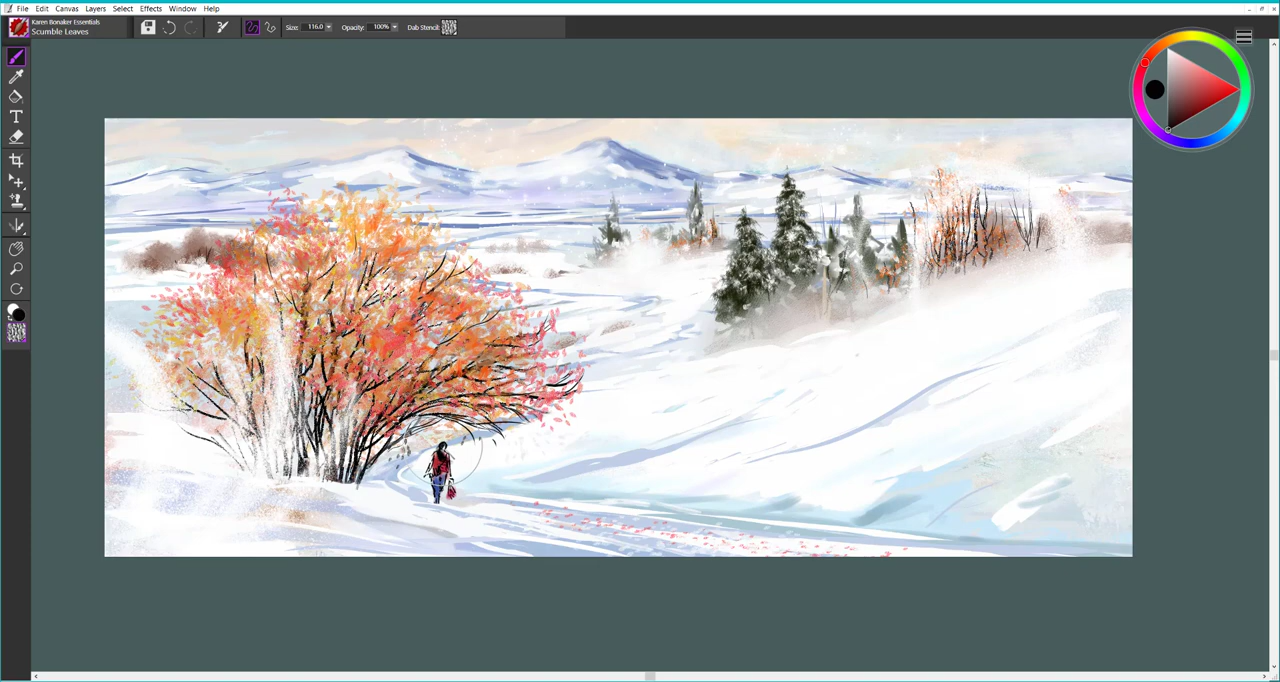 File Edit Canvas Layers Select Effects Window Help
Karen Bonaker Essentials
Scumble Leaves
Size: 116.0 Opacity: 100% Dab Stencil:
T